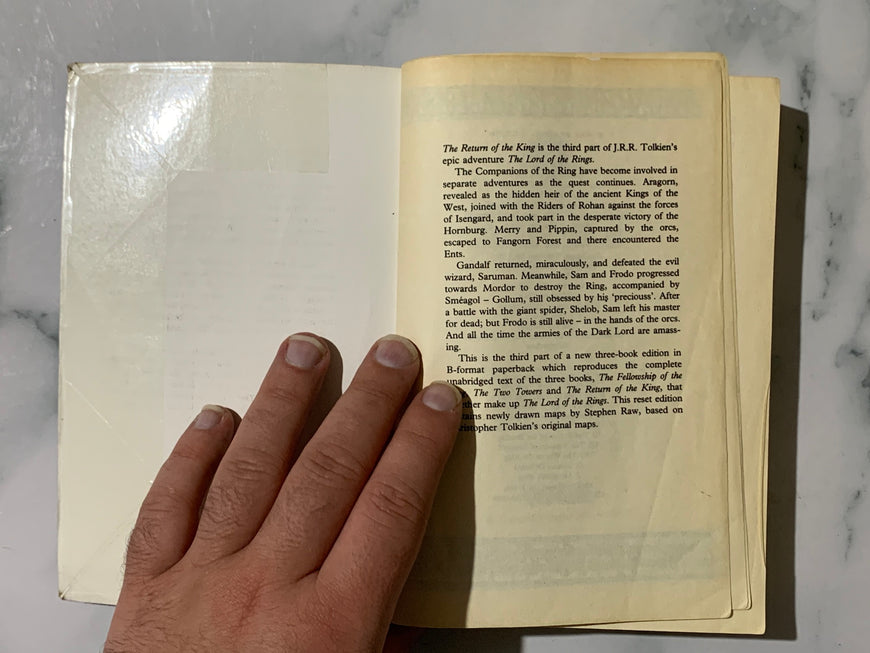 The Return of the King is the third part of J.R.R. Tolkien's
epic adventure The Lord of the Rings.
The Companions of the Ring have become involved in
separate adventures as the quest continues. Aragorn,
revealed as the hidden heir of the ancient Kings of the
West, joined with the Riders of Rohan against the forces
of Isengard, and took part in the desperate victory of the
Hornburg. Merry and Pippin, captured by the orcs,
escaped to Fangorn Forest and there encountered the
Ents.
Gandalf returned, miraculously, and defeated the evil
wizard, Saruman. Meanwhile, Sam and Frodo progressed
towards Mordor to destroy the Ring, accompanied by
Sméagol – Gollum, still obsessed by his 'precious'. After
a battle with the giant spider, Shelob, Sam left his master
for dead; but Frodo is still alive – in the hands of the orcs.
And all the time the armies of the Dark Lord are amass-
ing.
This is the third part of a new three-book edition in
B-format paperback which reproduces the complete
unabridged text of the three books, The Fellowship of the
The Two Towers and The Return of the King, that
make up The Lord of the Rings. This reset edition
newly drawn maps by Stephen Raw, based on
Tolkien's original maps.